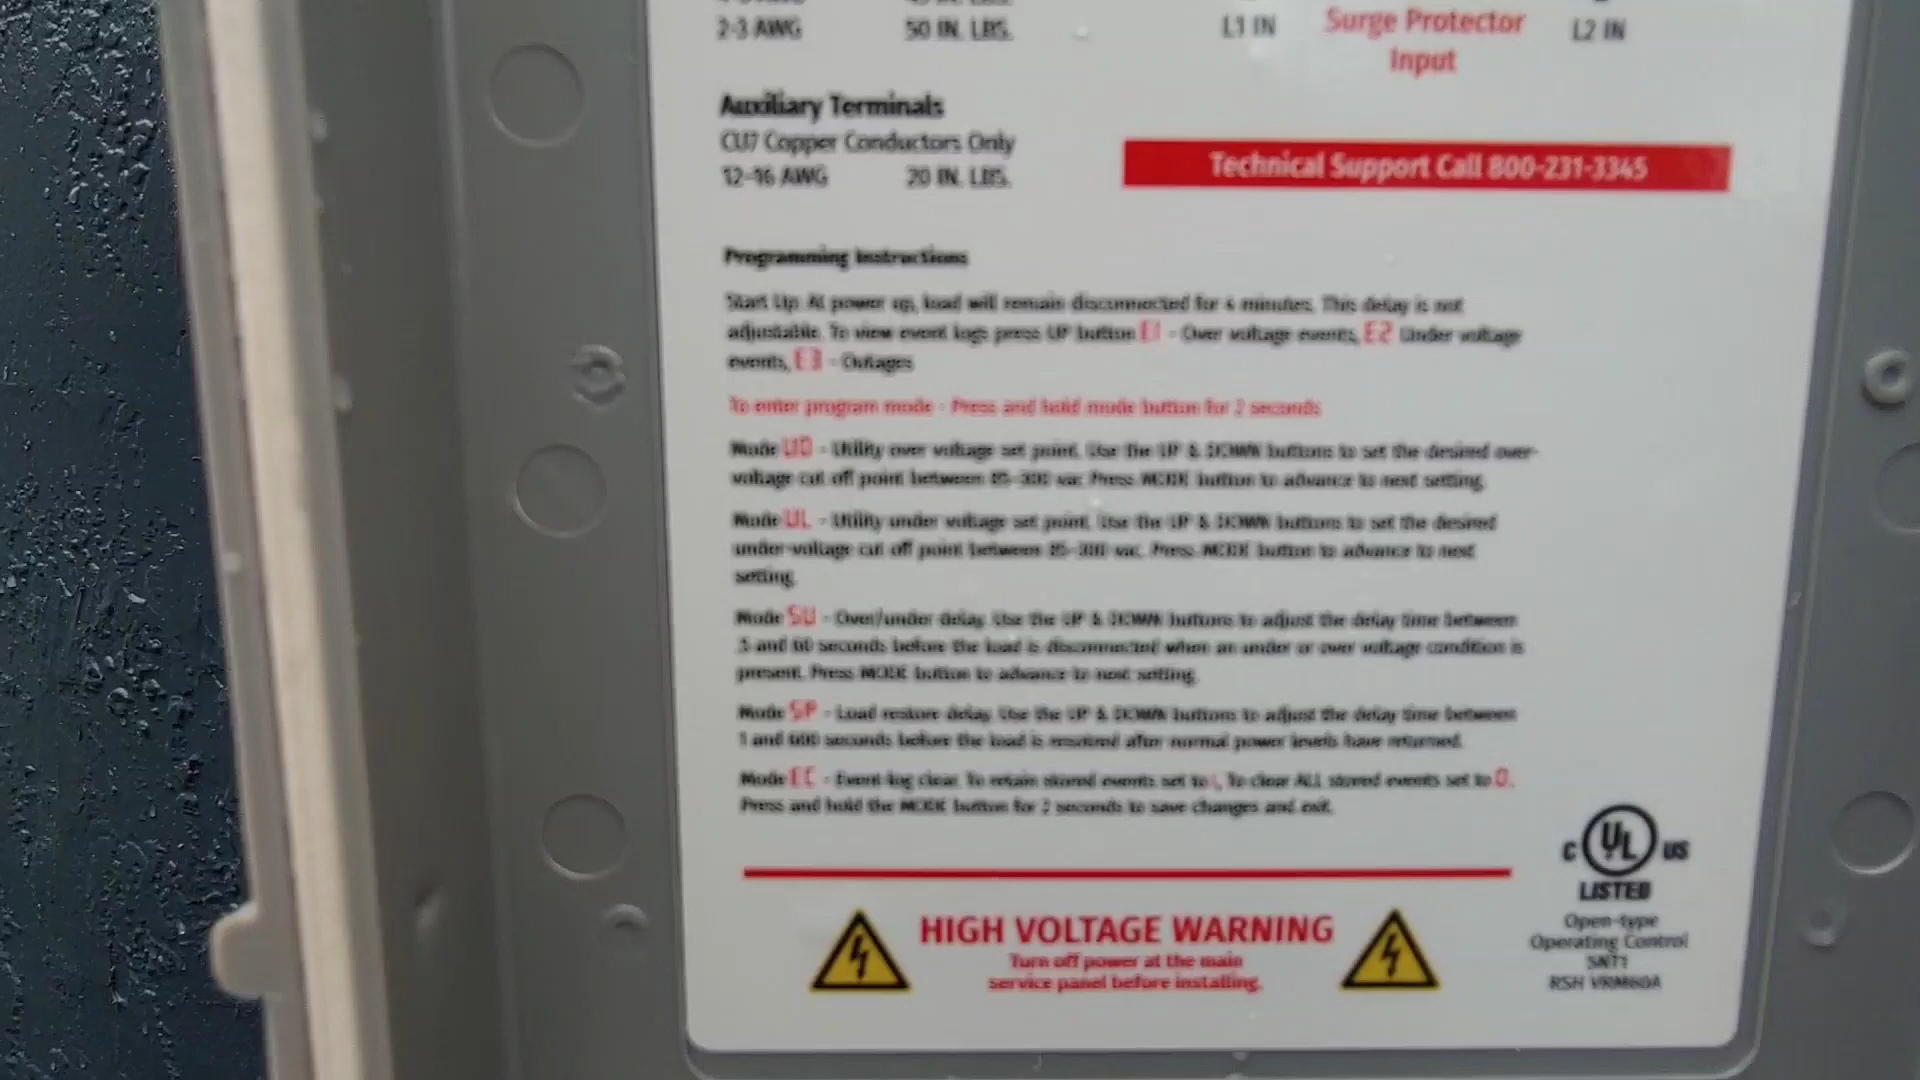 2-3 AWG 50 IN. LBS.
L1 IN Surge Protector L2 IN
Input
Auxiliary Terminals
CU7 Copper Conductors Only
12-16 AWG 20 IN. LBS.
Technical Support Call 800-231-3345
Programming Instructions
Start Up: At power up, load will remain disconnected for 4 minutes. This delay is not
adjustable. To view event logs press UP button E1 - Over voltage events, E2 Under voltage
events, E3 - Outages
To enter program mode - Press and hold mode button for 2 seconds
Mode UO - Utility over voltage set point. Use the UP & DOWN buttons to set the desired over-
voltage cut off point between 85-300 vac. Press MODE button to advance to next setting.
Mode UL - Utility under voltage set point. Use the UP & DOWN buttons to set the desired
under-voltage cut off point between 85-300 vac. Press MODE button to advance to next
setting.
Mode SU - Over/under delay. Use the UP & DOWN buttons to adjust the delay time between
and 60 seconds before the load is disconnected when an under or over voltage condition is
present. Press MODE button to advance to next setting.
Mode SP - Load restore delay. Use the UP & DOWN buttons to adjust the delay time between
1 and 600 seconds before the load is restored after normal power levels have returned.
Mode EC - Event-log clear. To retain stored events set to To clear ALL stored events set to 0.
Press and hold the MODE button for 2 seconds to save changes and exit.
C UL US
LISTED
HIGH VOLTAGE WARNING
Turn off power at the main
service panel before installing.
Open-type
Operating Control
5NT1
RSH VRM60A